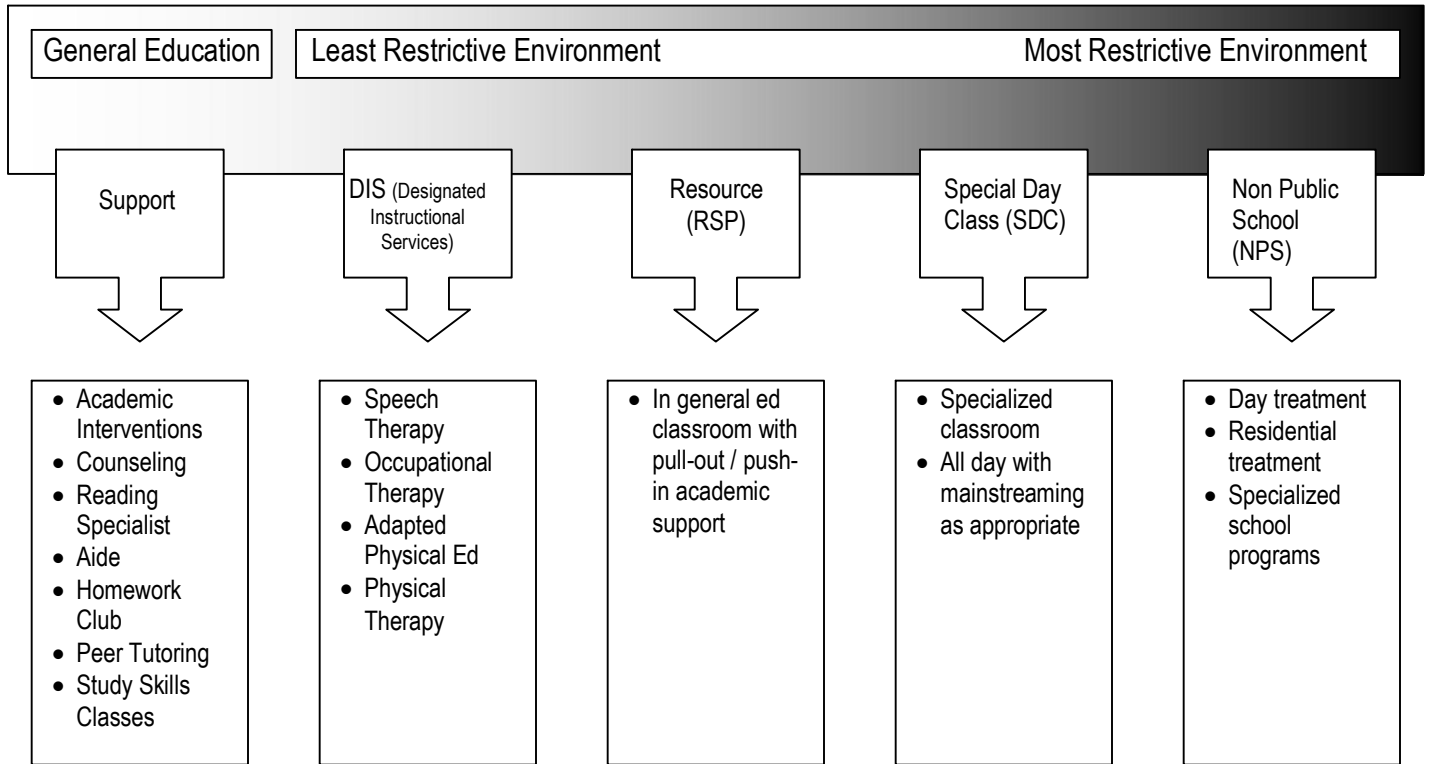 General Education
Least Restrictive Environment
Most Restrictive Environment
Support
DIS (Designated
Instructional
Services)
Resource
(RSP)
Special Day
Class (SDC)
Non Public
School
(NPS)
• Academic
Interventions
• Counseling
• Reading
Specialist
• Aide
• Homework
Club
• Peer Tutoring
• Study Skills
Classes
• Speech
Therapy
• Occupational
Therapy
• Adapted
Physical Ed
• Physical
Therapy
• In general ed
classroom with
pull-out / push-
in academic
support
• Specialized
classroom
• All day with
mainstreaming
as appropriate
• Day treatment
• Residential
treatment
• Specialized
school
programs